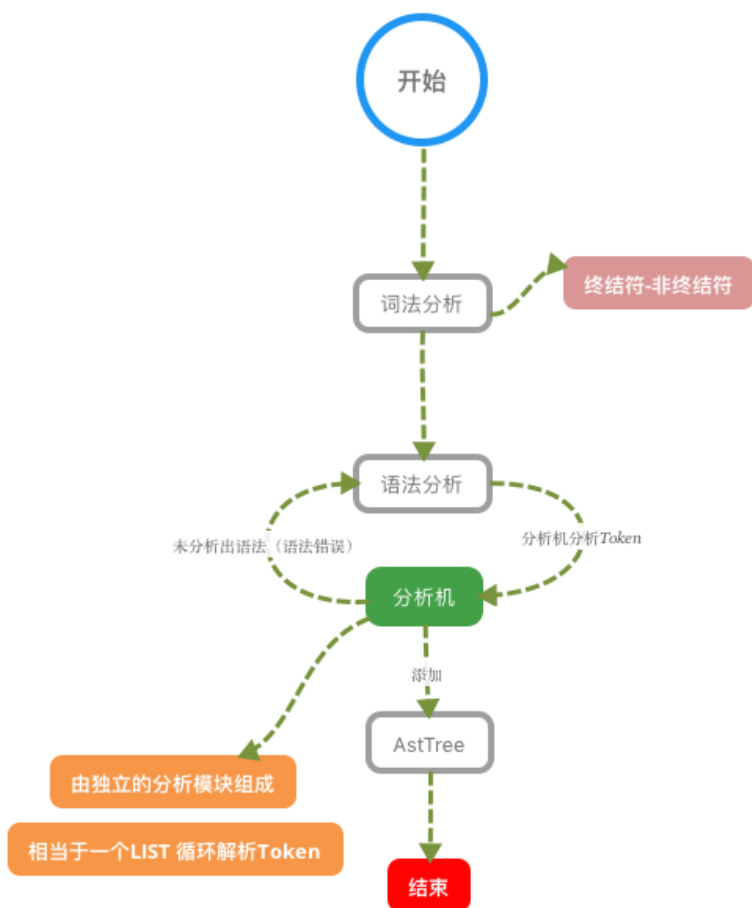 开始
词法分析
终结符-非终结符
语法分析
分析机分析Token
未分析出语法（语法错误）
分析机
添加
AstTree
由独立的分析模块组成
相当于一个LIST 循环解析Token
结束